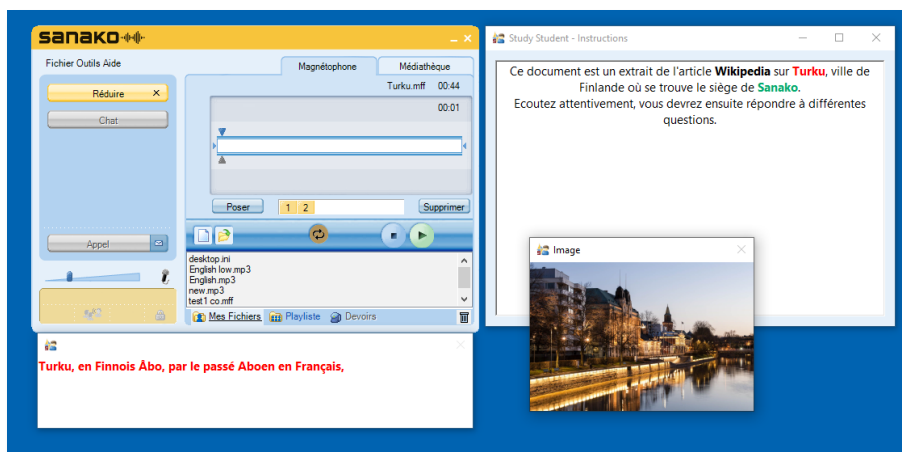 sanako
Fichier Outils Aide
Réduire
Chat
Appel
Magnétophone Médiathèque
Turku.mff 00:44
00:01
Poser 1 2 Supprimer
desktop.ini
English low.mp3
English.mp3
new.mp3
test1 co.mff
Mes Fichiers Playliste Devoirs
Study Student - Instructions
Ce document est un extrait de l'article Wikipedia sur Turku, ville de
Finlande où se trouve le siège de Sanako.
Ecoutez attentivement, vous devrez ensuite répondre à différentes
questions.
Image
Turku, en Finnois Åbo, par le passé Aboen en Français,